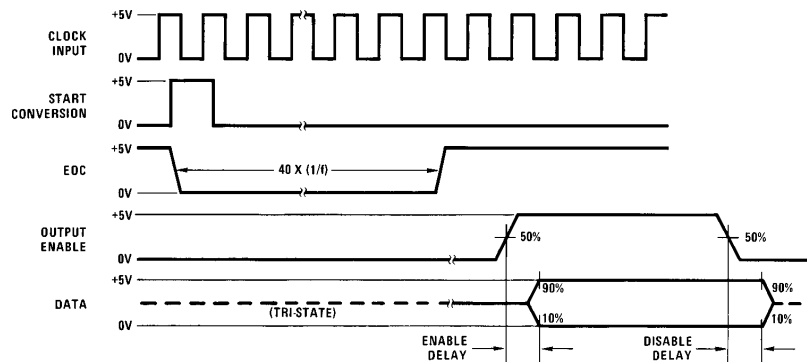 +5V
CLOCK
INPUT
0V
+5V
START
CONVERSION
0V
+5V
EOC
40 X (1/f)
0V
+5V
OUTPUT
ENABLE
50%
50%
0V
+5V
90%
90%
DATA
(TRI-STATE)
10%
10%
0V
ENABLE
DELAY
DISABLE
DELAY